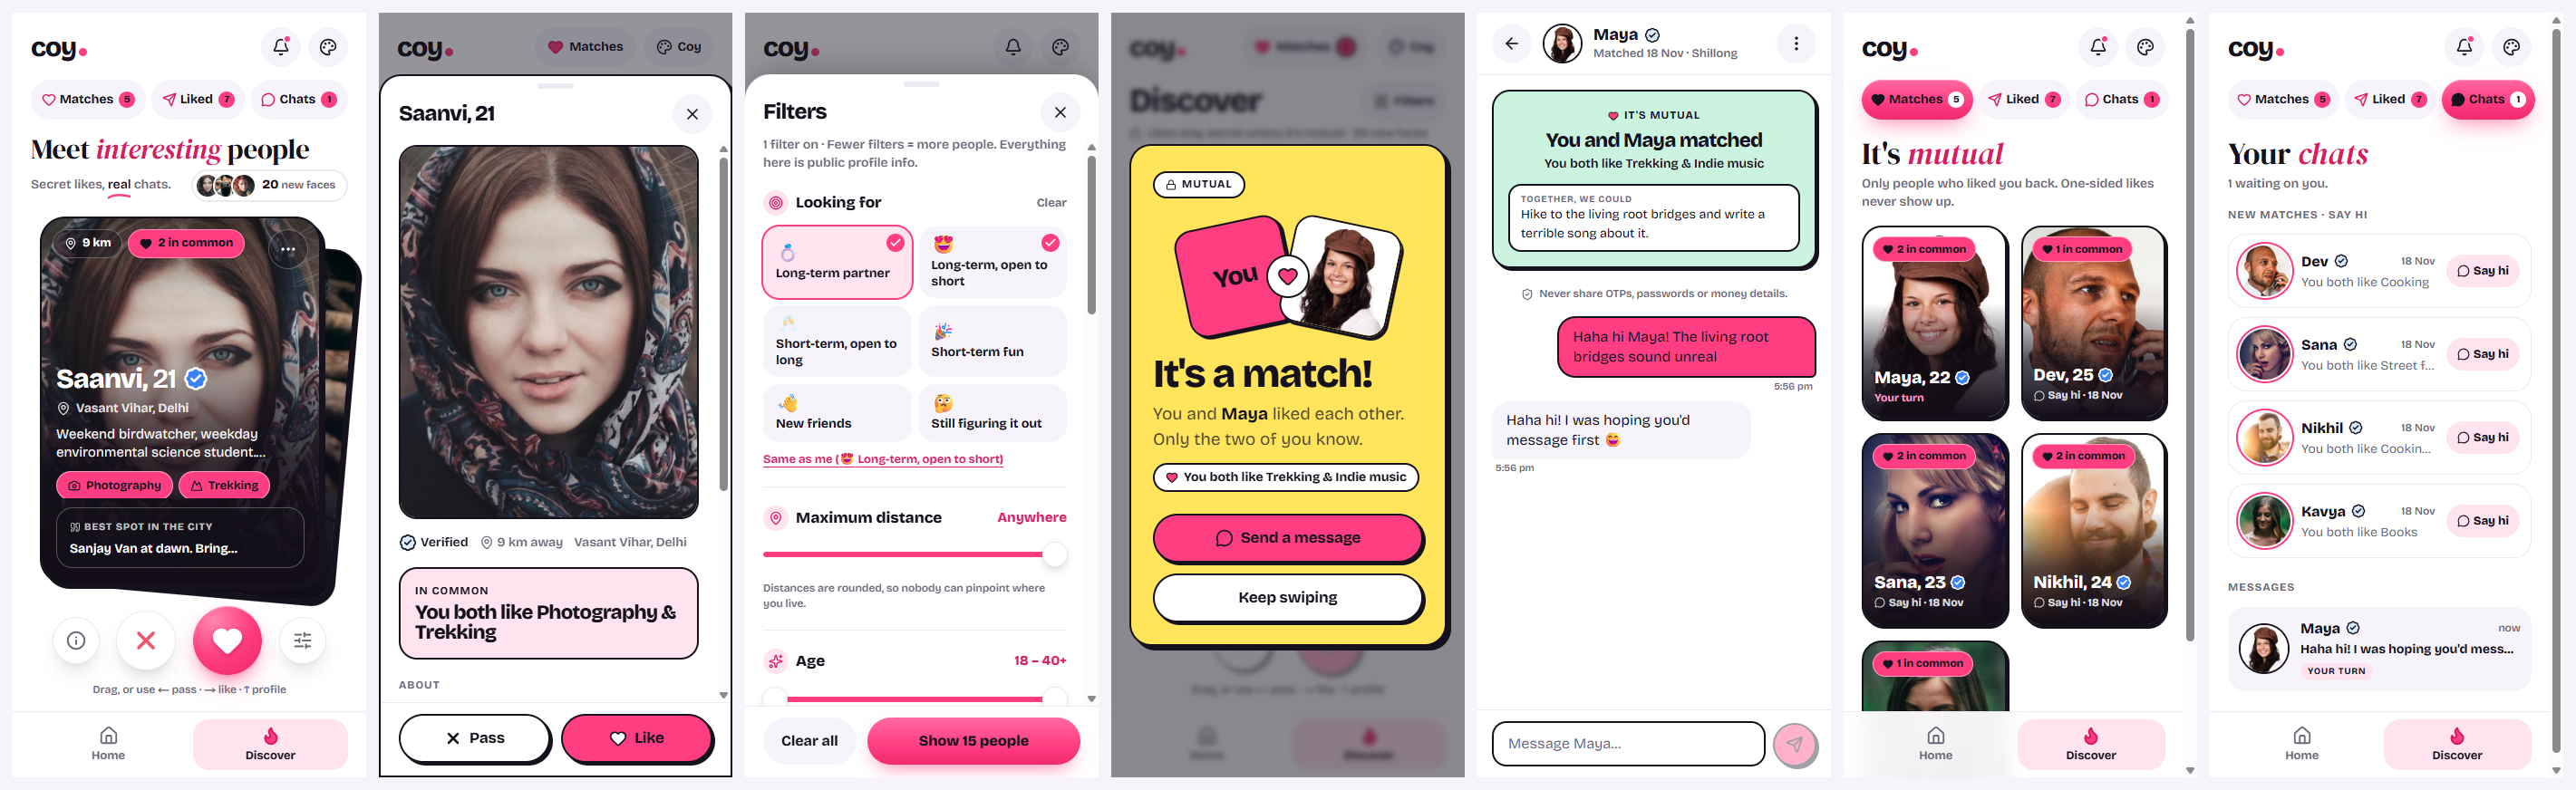 coy.
Matches 5
Liked 7
Chats 1
Meet interesting people
Secret likes, real chats.
20 new faces
9 km
2 in common
Saanvi, 21
Vasant Vihar, Delhi
Weekend birdwatcher, weekday
environmental science student....
Photography
Trekking
BEST SPOT IN THE CITY
Sanjay Van at dawn. Bring...
Drag, or use ← pass · → like · ↑ profile
Home
Discover
coy.
Matches
Coy
Saanvi, 21
Verified
9 km away
Vasant Vihar, Delhi
IN COMMON
You both like Photography &
Trekking
ABOUT
Pass
Like
coy.
Filters
1 filter on · Fewer filters = more people. Everything
here is public profile info.
Looking for
Clear
Long-term partner
Long-term, open to
short
Short-term, open to
long
Short-term fun
New friends
Still figuring it out
Same as me (😍 Long-term, open to short)
Maximum distance
Anywhere
Distances are rounded, so nobody can pinpoint where
you live.
Age
18 – 40+
Clear all
Show 15 people
coy.
Matches
Coy
Discover
Filters
MUTUAL
You
It's a match!
You and Maya liked each other.
Only the two of you know.
You both like Trekking & Indie music
Send a message
Keep swiping
Drag, or use ← pass · → like · ↑ profile
Home
Discover
Maya
Matched 18 Nov · Shillong
IT'S MUTUAL
You and Maya matched
You both like Trekking & Indie music
TOGETHER, WE COULD
Hike to the living root bridges and write a
terrible song about it.
Never share OTPs, passwords or money details.
Haha hi Maya! The living root
bridges sound unreal
5:56 pm
Haha hi! I was hoping you'd
message first 😄
5:56 pm
Message Maya...
coy.
Matches 5
Liked 7
Chats 1
It's mutual
Only people who liked you back. One-sided likes
never show up.
2 in common
Maya, 22
Your turn
1 in common
Dev, 25
Say hi · 18 Nov
2 in common
Sana, 23
Say hi · 18 Nov
2 in common
Nikhil, 24
Say hi · 18 Nov
1 in common
Home
Discover
coy.
Matches 5
Liked 7
Chats 1
Your chats
1 waiting on you.
NEW MATCHES · SAY HI
Dev
18 Nov
You both like Cooking
Say hi
Sana
18 Nov
You both like Street f...
Say hi
Nikhil
18 Nov
You both like Cookin...
Say hi
Kavya
18 Nov
You both like Books
Say hi
MESSAGES
Maya
now
Haha hi! I was hoping you'd mess...
YOUR TURN
Home
Discover